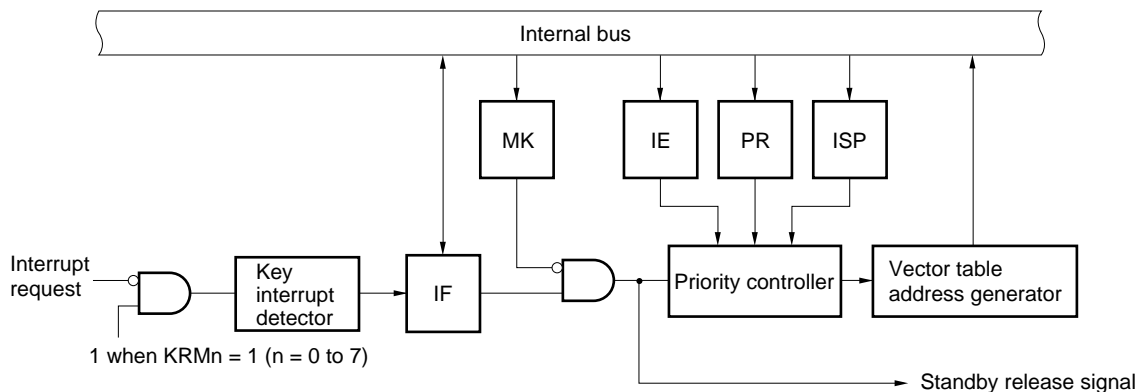 Internal bus
MK
IE
PR
ISP
Interrupt
request
Key
interrupt
detector
IF
Priority controller
Vector table
address generator
1 when KRMn = 1 (n = 0 to 7)
Standby release signal